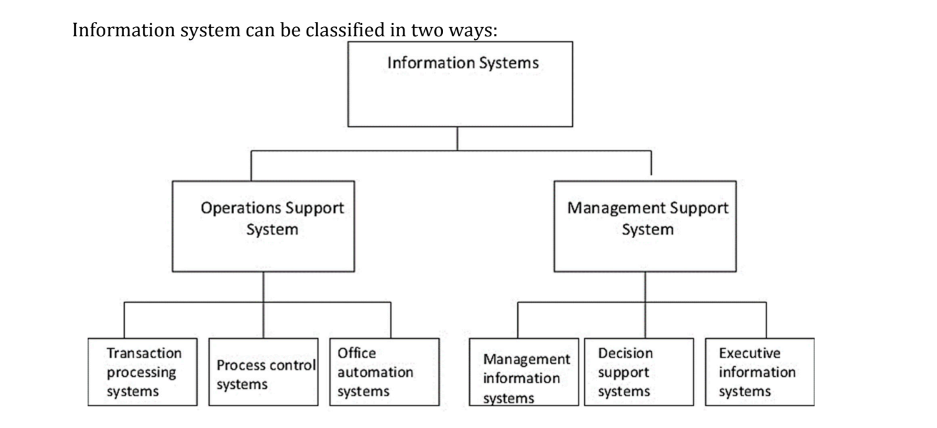 Information system can be classified in two ways:
Information Systems
Operations Support
System
Management Support
System
Transaction
processing
systems
Process control
systems
Office
automation
systems
Management
information
systems
Decision
support
systems
Executive
information
systems